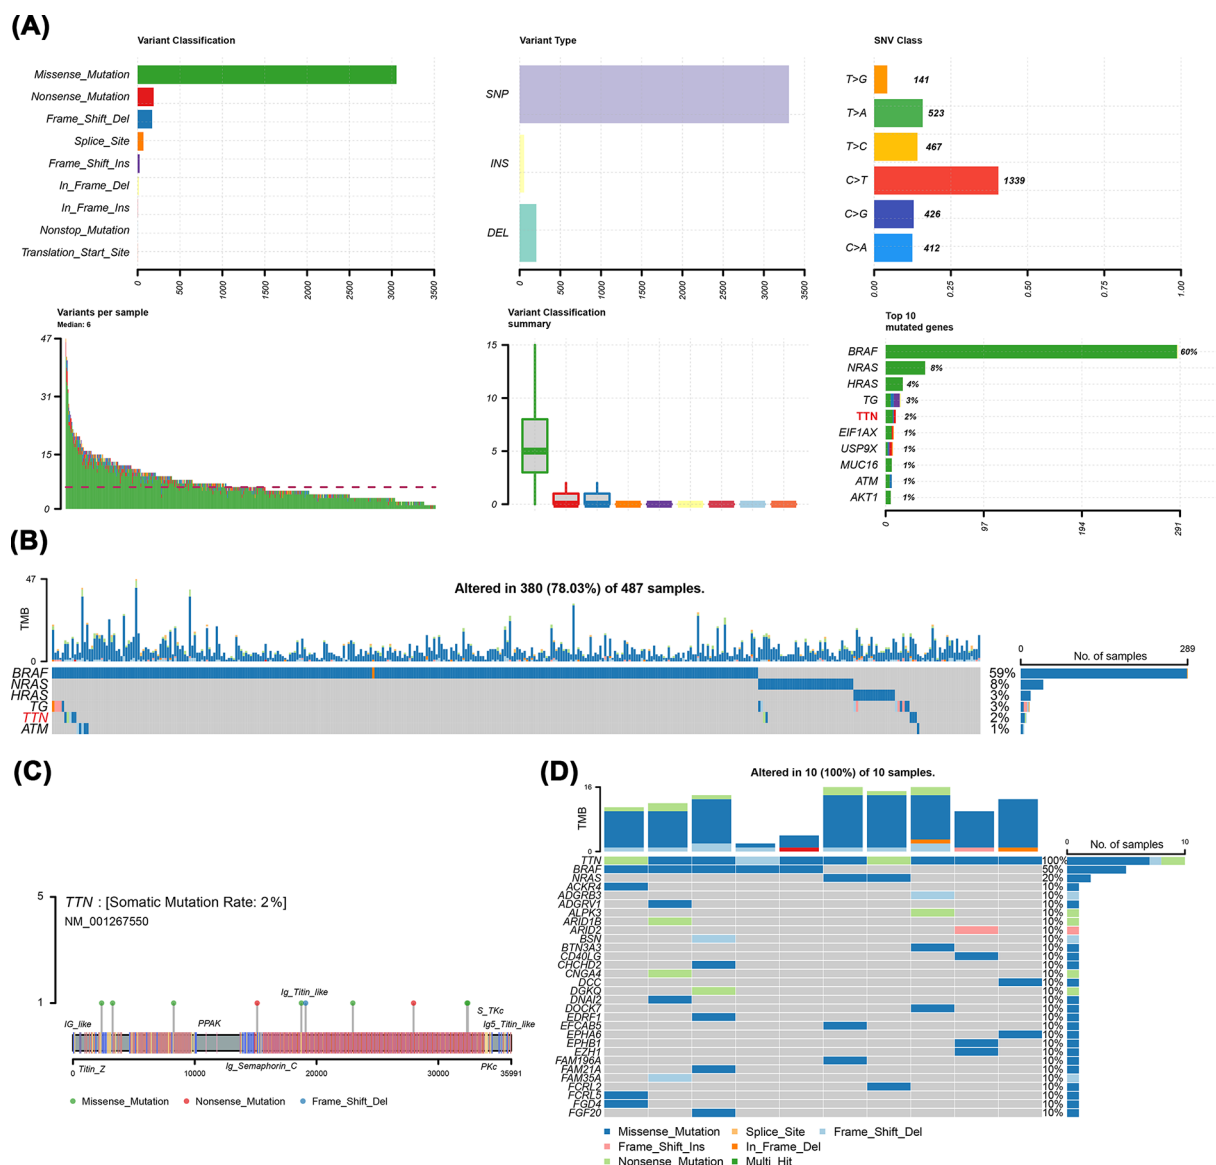 (A)
Variant Classification
Missense_Mutation
Nonsense_Mutation
Frame_Shift_Del
Splice_Site
Frame_Shift_Ins
In_Frame_Del
In_Frame_Ins
Nonstop_Mutation
Translation_Start_Site
0 500 1000 1500 2000 2500 3000 3500
Variant Type
SNP
INS
DEL
0 500 1000 1500 2000 2500 3000 3500
SNV Class
T>G 141
T>A 523
T>C 467
C>T 1339
C>G 426
C>A 412
0.00 0.25 0.50 0.75 1.00
Variants per sample
Median: 6
47
31
15
0
Variant Classification
summary
15
10
5
0
Top 10
mutated genes
BRAF 60%
NRAS 8%
HRAS 4%
TG 3%
TTN 2%
EIF1AX 1%
USP9X 1%
MUC16 1%
ATM 1%
AKT1 1%
0 97 194 291
(B)
Altered in 380 (78.03%) of 487 samples.
47
TMB
0
0 No. of samples 289
BRAF 59%
NRAS 8%
HRAS 3%
TG 3%
TTN 2%
ATM 1%
(C)
5
TTN : [Somatic Mutation Rate: 2%]
NM_001267550
1
Ig_Titin_like
S_TKc
IG_like PPAK Ig5_Titin_like
Titin_Z Ig_Semaphorin_C PKc
0 10000 20000 30000 35991
Missense_Mutation Nonsense_Mutation Frame_Shift_Del
(D)
Altered in 10 (100%) of 10 samples.
16
TMB
0
0 No. of samples 10
TTN 100%
BRAF 50%
NRAS 20%
ACKR4 10%
ADGRB3 10%
ADGRV1 10%
ALPK3 10%
ARID1B 10%
ARID2 10%
BSN 10%
BTN3A3 10%
CD40LG 10%
CHCHD2 10%
CNGA4 10%
DCC 10%
DGKQ 10%
DNAI2 10%
DOCK7 10%
EDRF1 10%
EFCAB5 10%
EPHA6 10%
EPHB1 10%
EZH1 10%
FAM196A 10%
FAM21A 10%
FAM35A 10%
FCRL2 10%
FCRL5 10%
FGD4 10%
FGF20 10%
Missense_Mutation Splice_Site Frame_Shift_Del
Frame_Shift_Ins In_Frame_Del
Nonsense_Mutation Multi_Hit